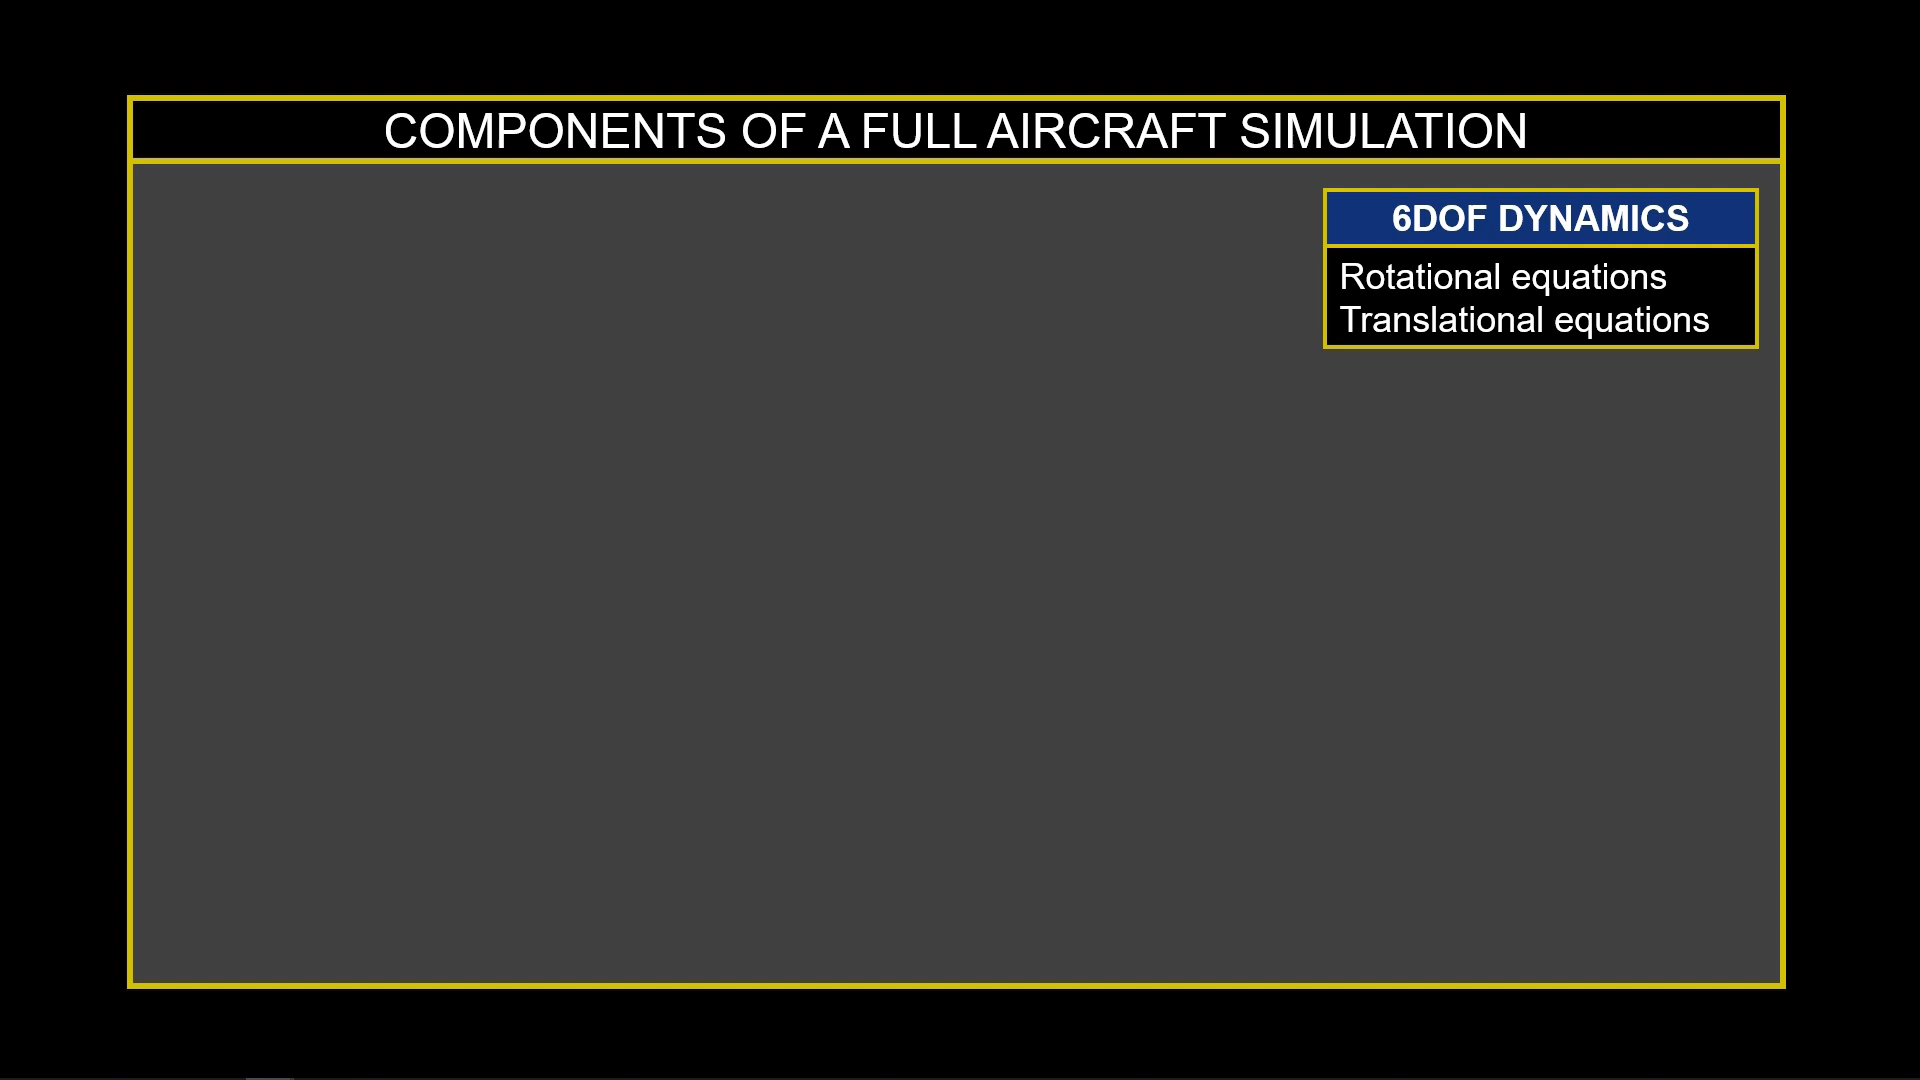 COMPONENTS OF A FULL AIRCRAFT SIMULATION
6DOF DYNAMICS
Rotational equations
Translational equations